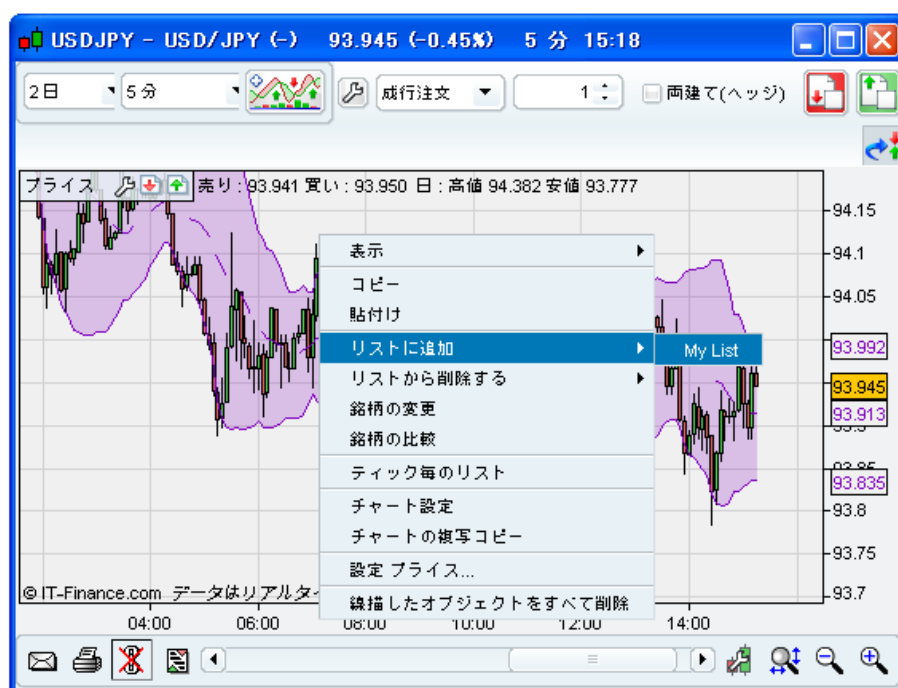 USDJPY - USD/JPY (-) 93.945 (-0.45%) 5 分 15:18
2日 5分 成行注文 1 両建て(ヘッジ)
プライス 売り:93.941 買い:93.950 日:高値 94.382 安値 93.777
94.15
94.1
94.05
93.992
93.945
93.913
93.835
93.8
93.75
93.7
表示
コピー
貼付け
リストに追加 My List
リストから削除する
銘柄の変更
銘柄の比較
ティック毎のリスト
チャート設定
チャートの複写コピー
設定 プライス...
線描したオブジェクトをすべて削除
© IT-Finance.com データはリアルタイ
04:00 06:00 08:00 10:00 12:00 14:00